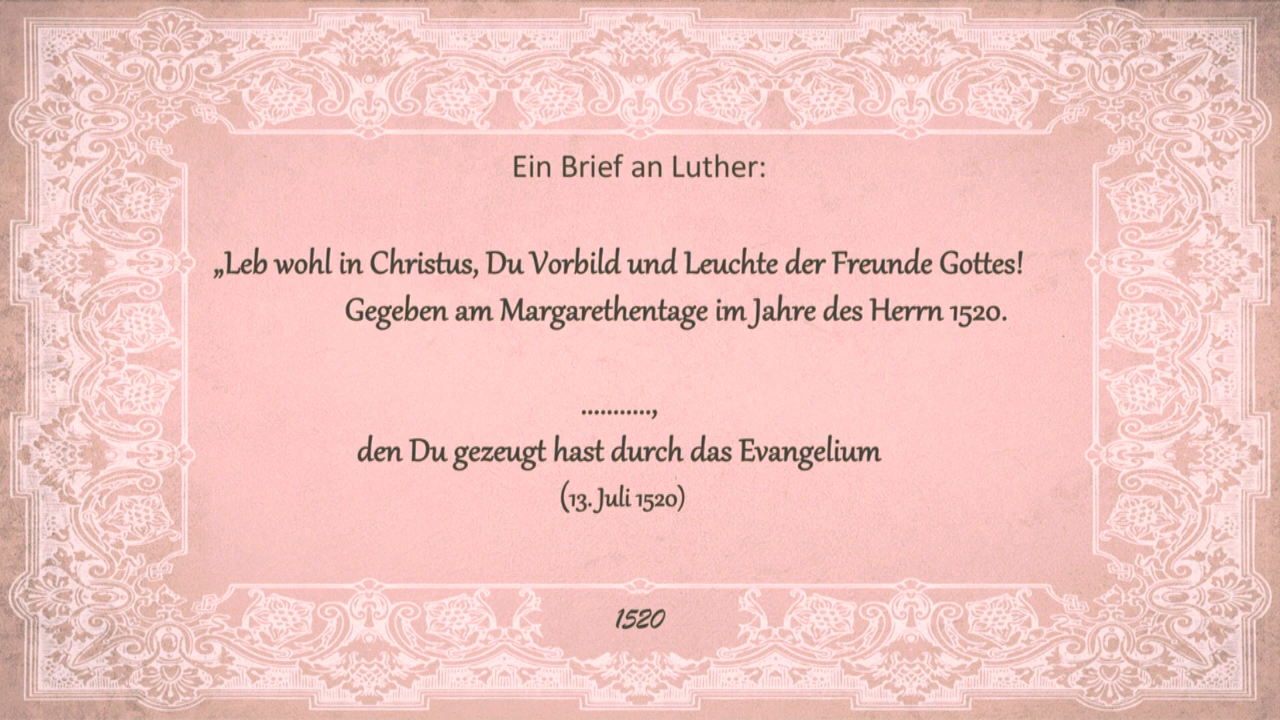 Ein Brief an Luther:
„Leb wohl in Christus, Du Vorbild und Leuchte der Freunde Gottes!
Gegeben am Margarethentage im Jahre des Herrn 1520.
............,
den Du gezeugt hast durch das Evangelium
(13. Juli 1520)
1520